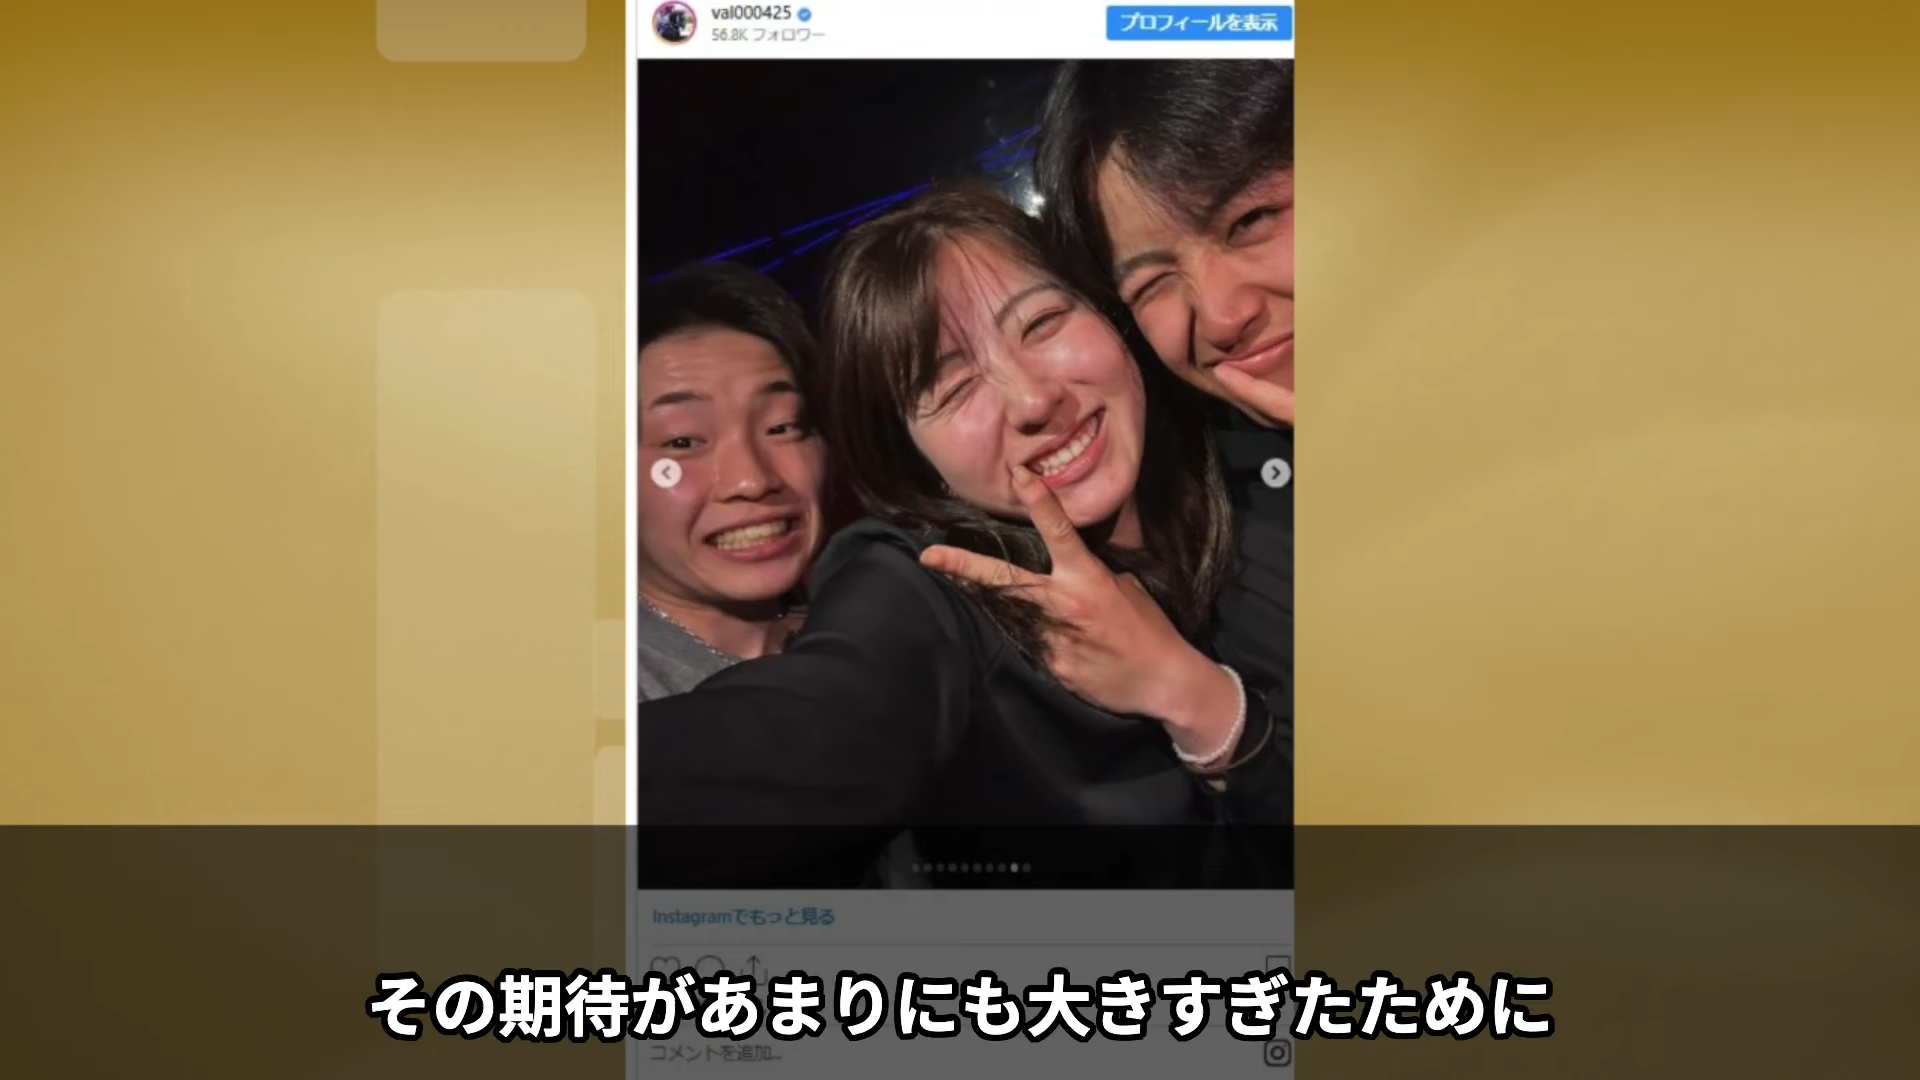 val000425
56.8K フォロワー
プロフィールを表示
Instagramでもっと見る
その期待があまりにも大きすぎたために
コメントを追加...